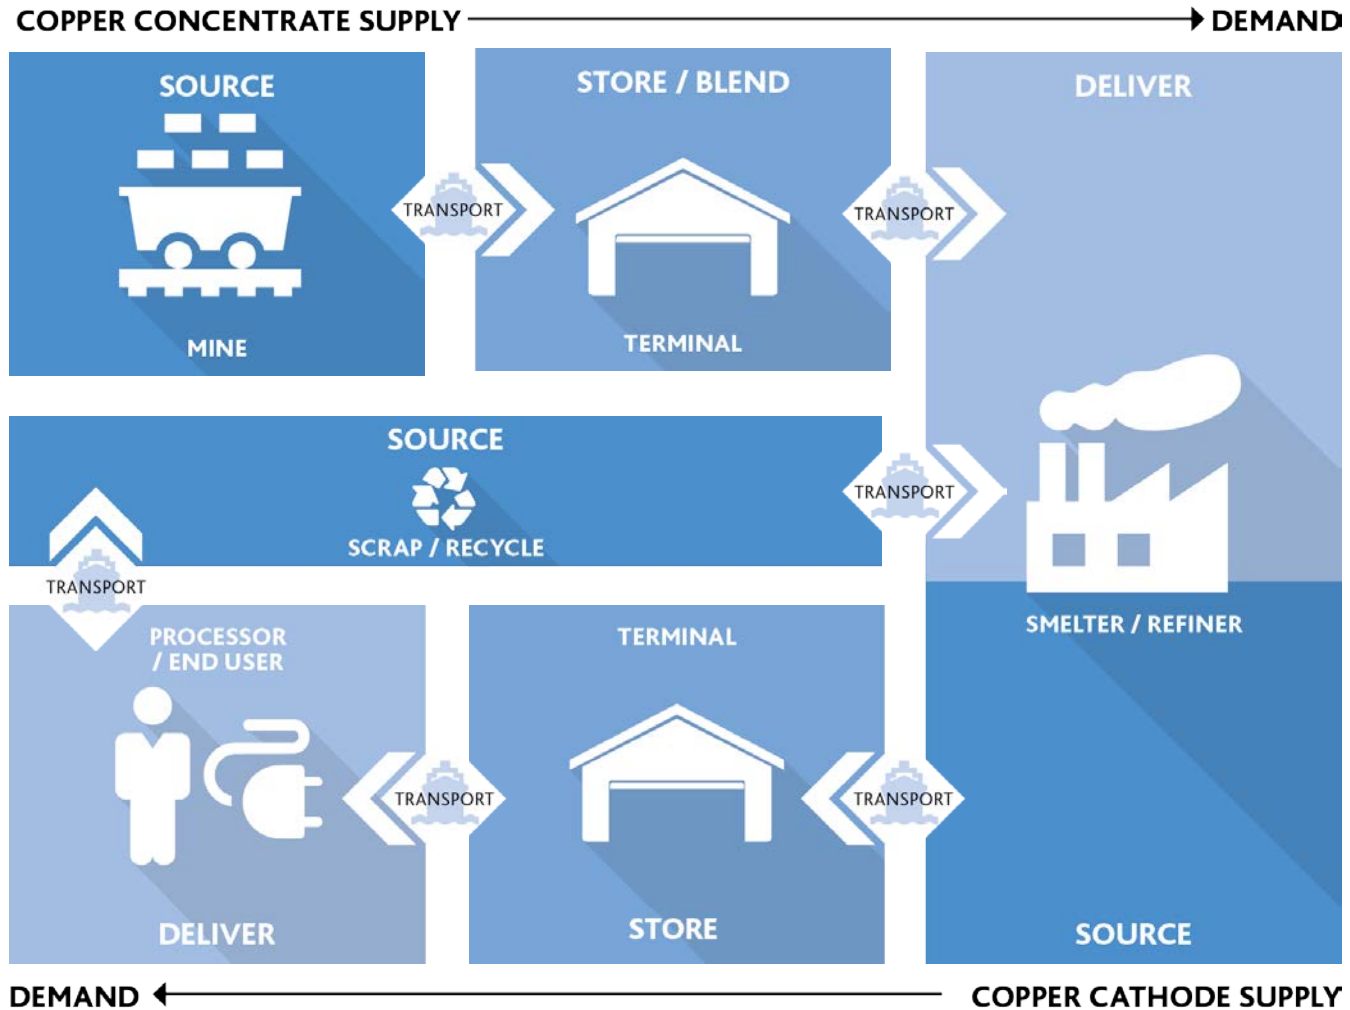 COPPER CONCENTRATE SUPPLY
DEMAND
SOURCE
MINE
TRANSPORT
STORE / BLEND
TERMINAL
TRANSPORT
DELIVER
SOURCE
SCRAP / RECYCLE
TRANSPORT
TRANSPORT
SMELTER / REFINER
SOURCE
PROCESSOR
/ END USER
DELIVER
TRANSPORT
TERMINAL
STORE
TRANSPORT
DEMAND
COPPER CATHODE SUPPLY